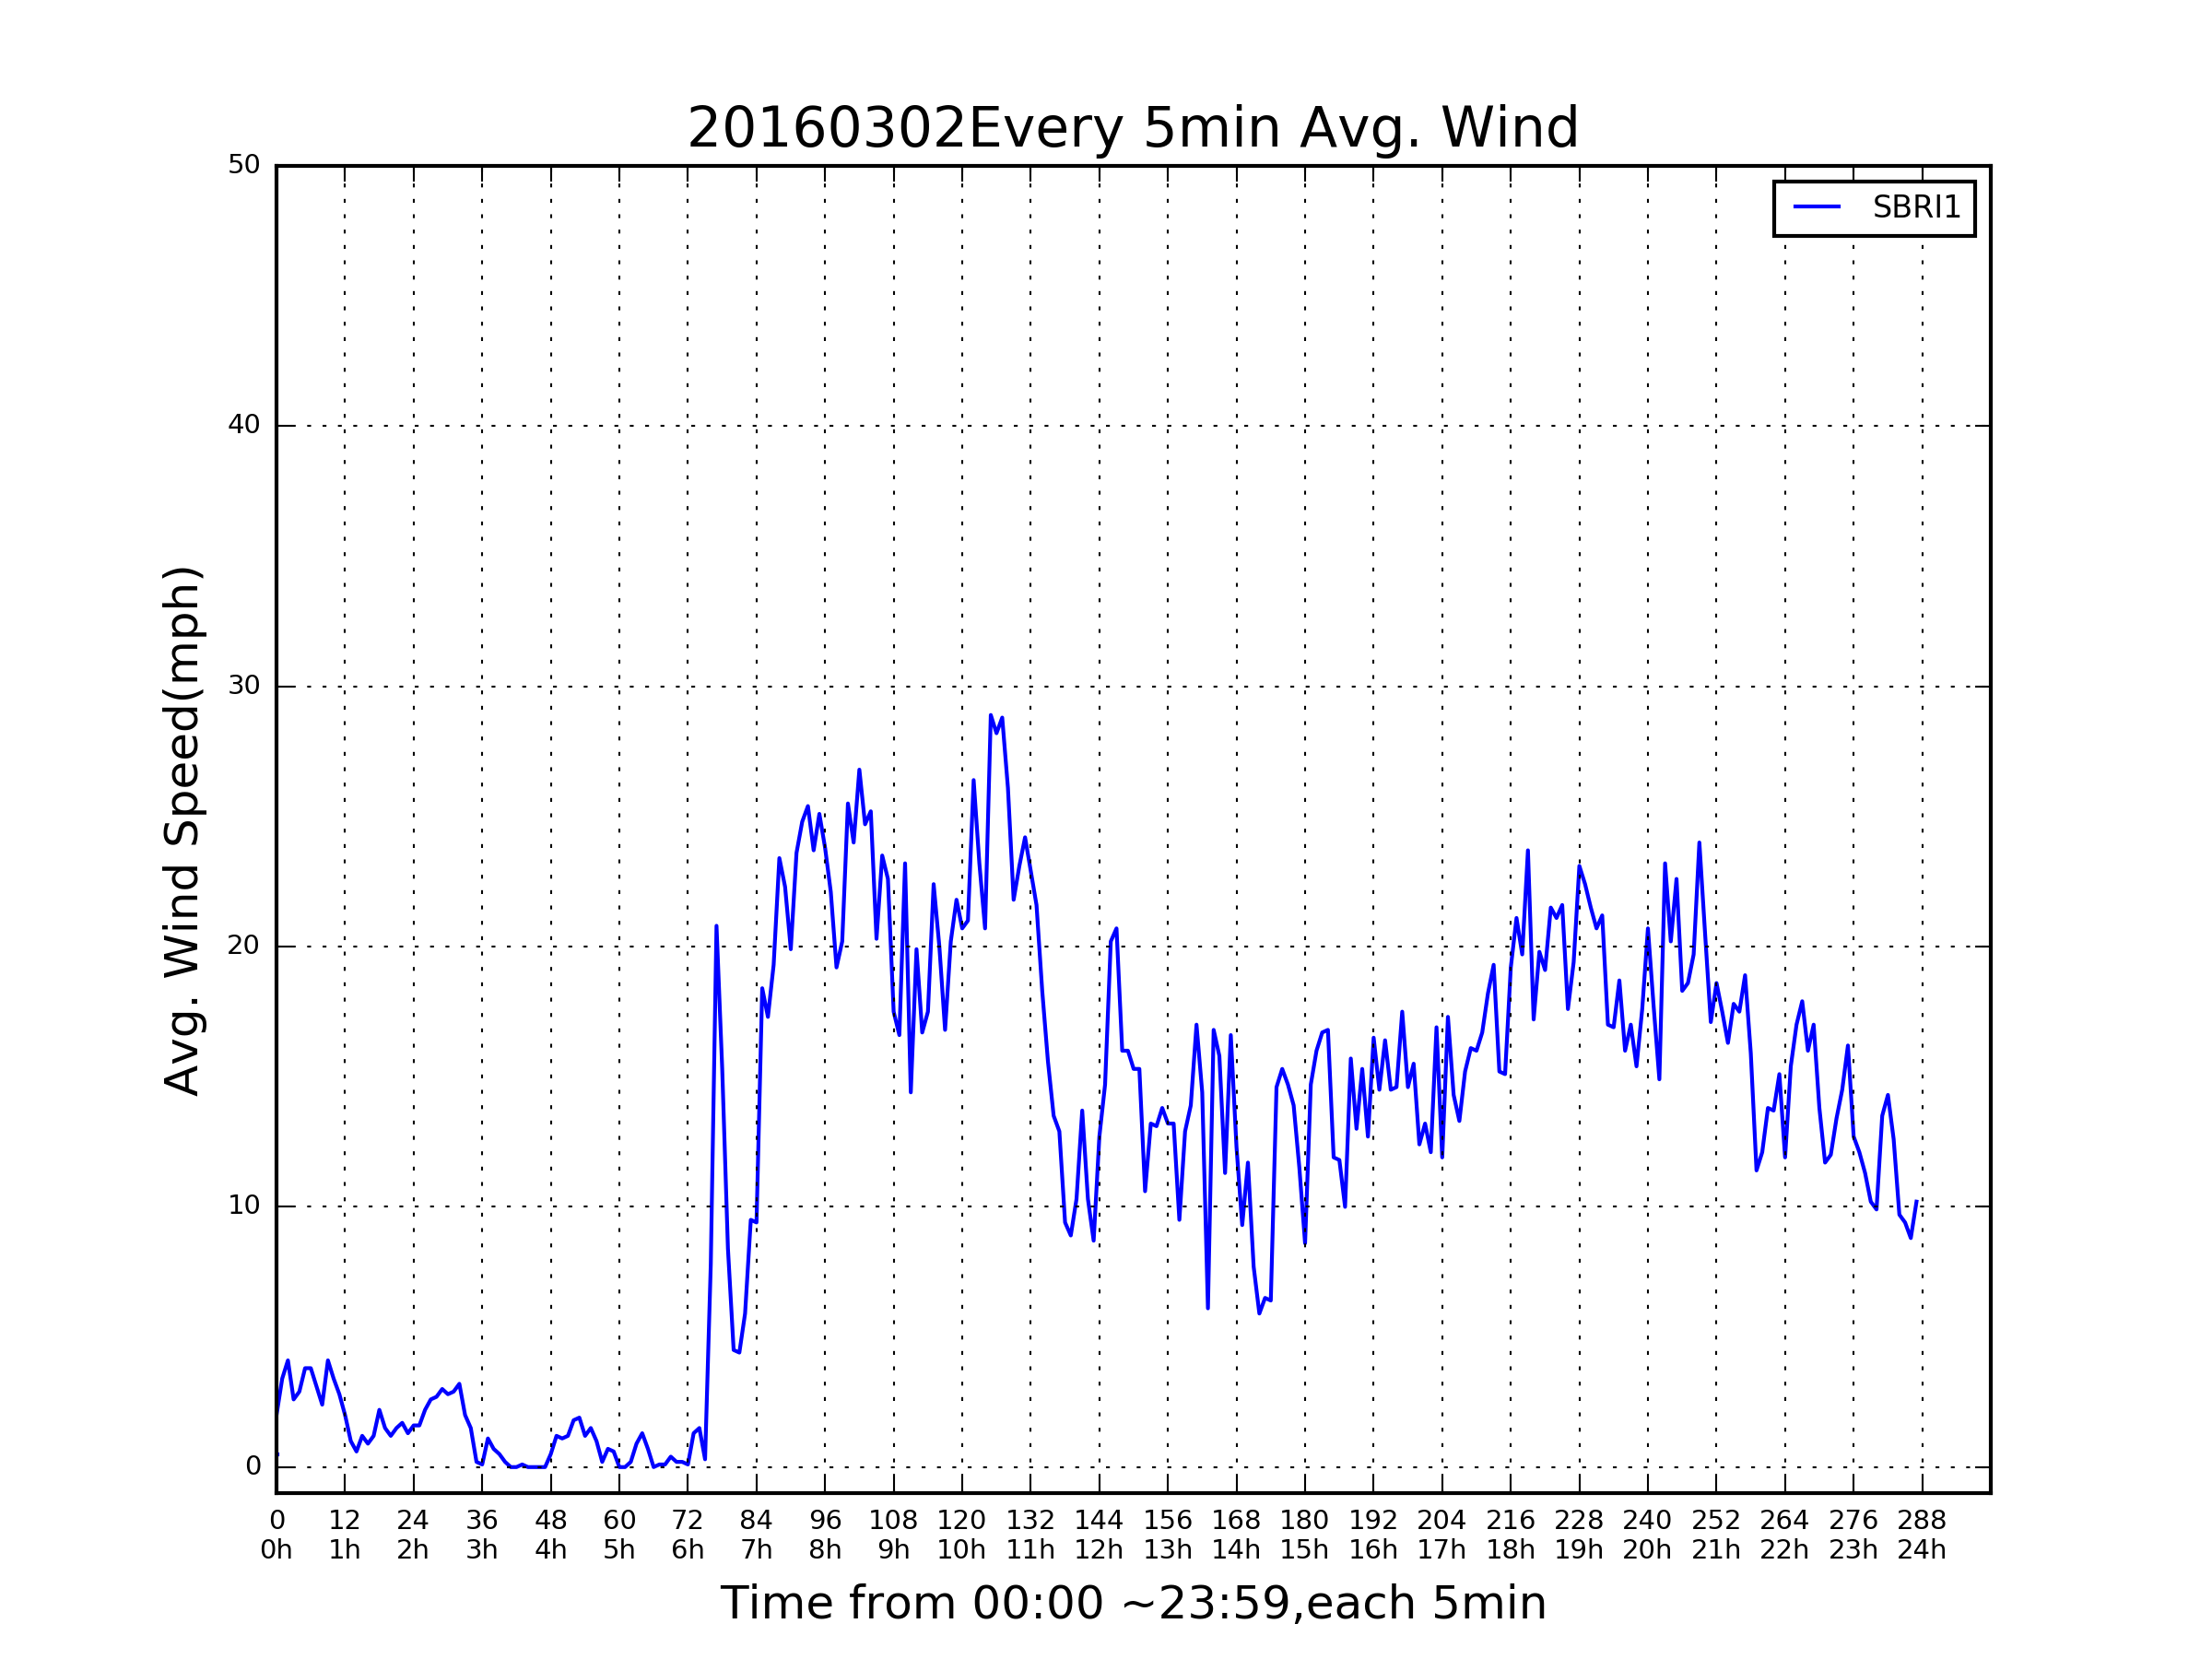 20160302Every 5min Avg. Wind
SBRI1
Avg. Wind Speed(mph)
50
40
30
20
10
0
0 12 24 36 48 60 72 84 96 108 120 132 144 156 168 180 192 204 216 228 240 252 264 276 288
0h 1h 2h 3h 4h 5h 6h 7h 8h 9h 10h 11h 12h 13h 14h 15h 16h 17h 18h 19h 20h 21h 22h 23h 24h
Time from 00:00 ~23:59,each 5min